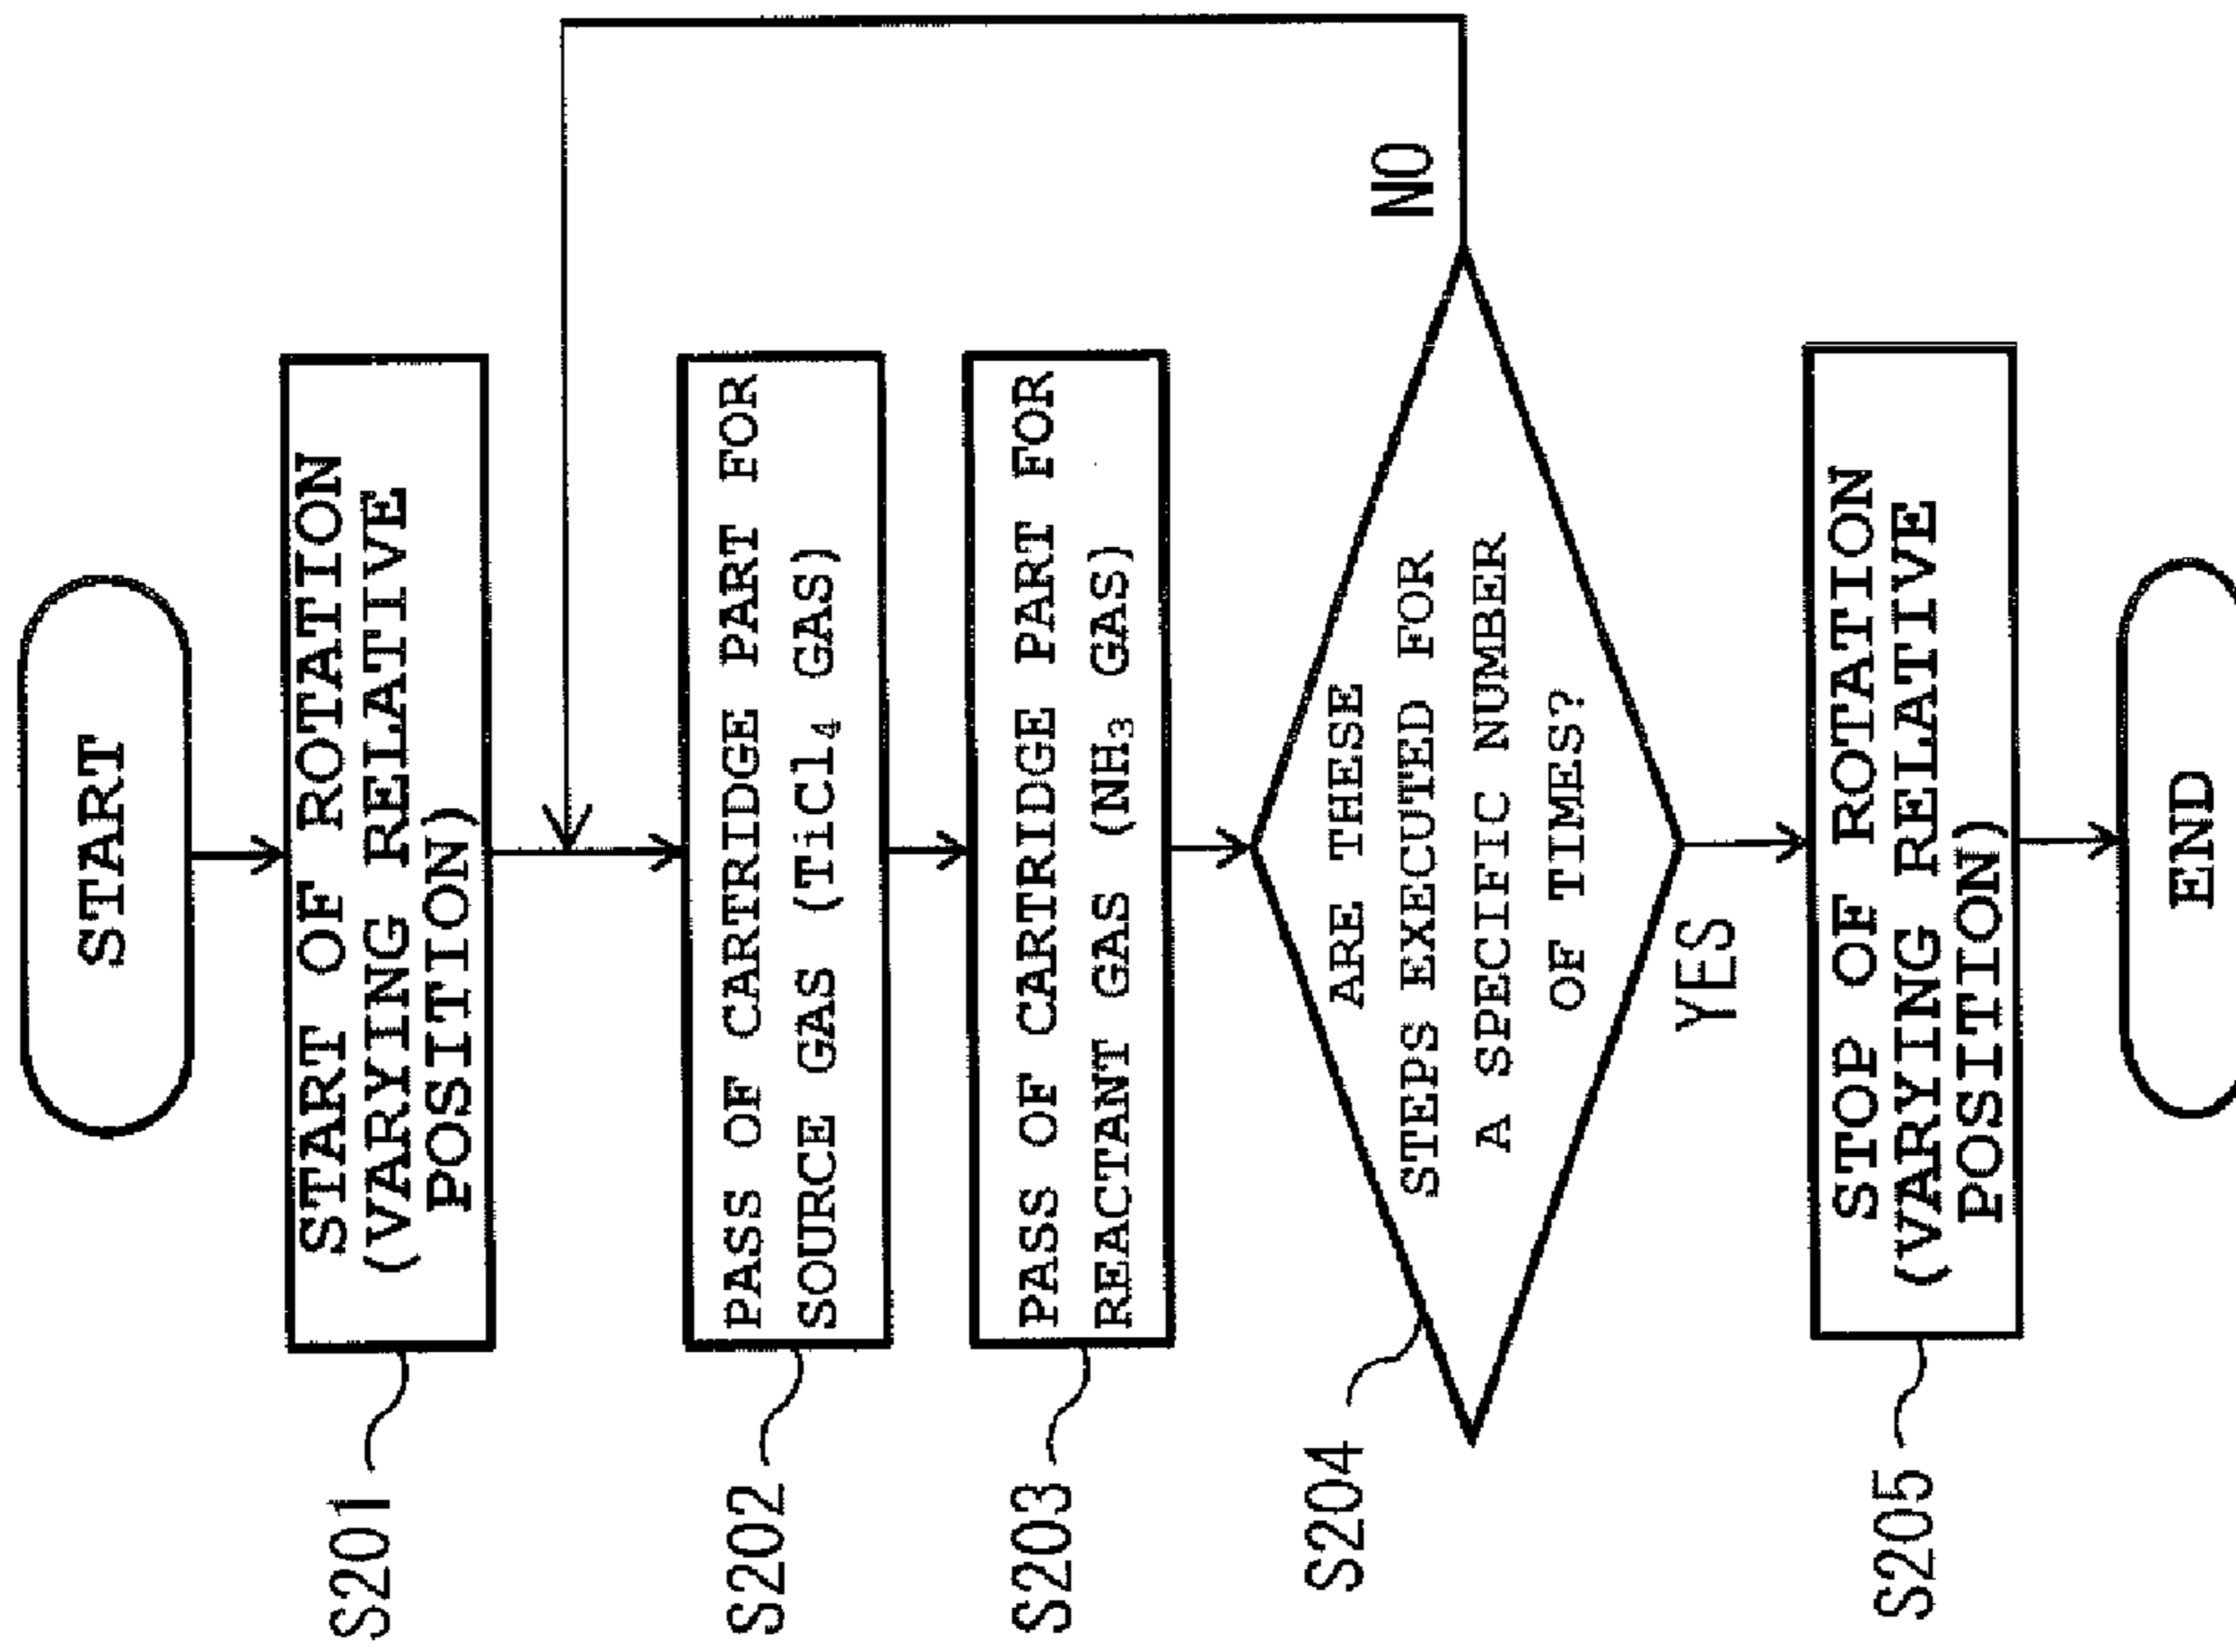 START
S201
START OF ROTATION
(VARYING RELATIVE
POSITION)
S202
PASS OF CARTRIDGE PART FOR
SOURCE GAS (TiCl₄ GAS)
S203
PASS OF CARTRIDGE PART FOR
REACTANT GAS (NH₃ GAS)
S204
ARE THESE
STEPS EXECUTED FOR
A SPECIFIC NUMBER
OF TIMES?
NO
YES
S205
STOP OF ROTATION
(VARYING RELATIVE
POSITION)
END